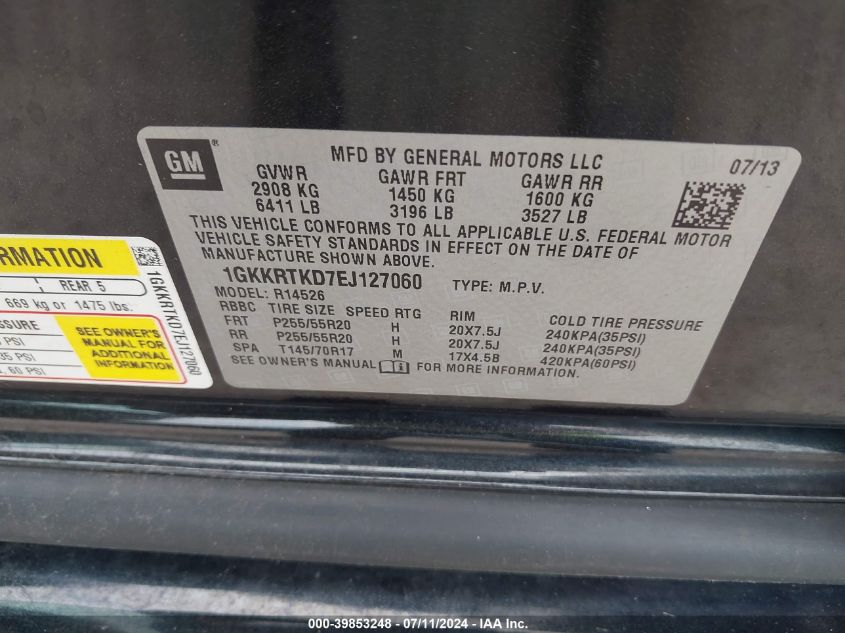 GM®
MFD BY GENERAL MOTORS LLC
07/13
GVWR GAWR FRT GAWR RR
2908 KG 1450 KG 1600 KG
6411 LB 3196 LB 3527 LB
THIS VEHICLE CONFORMS TO ALL APPLICABLE U.S. FEDERAL MOTOR
VEHICLE SAFETY STANDARDS IN EFFECT ON THE DATE OF
MANUFACTURE SHOWN ABOVE.
1GKKRTKD7EJ127060 TYPE: M.P.V.
MODEL: R14526
RBBC TIRE SIZE SPEED RTG RIM COLD TIRE PRESSURE
FRT P255/55R20 H 20X7.5J 240KPA(35PSI)
RR P255/55R20 H 20X7.5J 240KPA(35PSI)
SPA T145/70R17 M 17X4.5B 420KPA(60PSI)
SEE OWNER'S MANUAL FOR MORE INFORMATION.
REAR 5
669 kg or 1475 lbs.
SEE OWNER'S
MANUAL FOR
ADDITIONAL
INFORMATION
60 PSI
1GKKRTKD7EJ127060
000-39853248 - 07/11/2024 - IAA Inc.